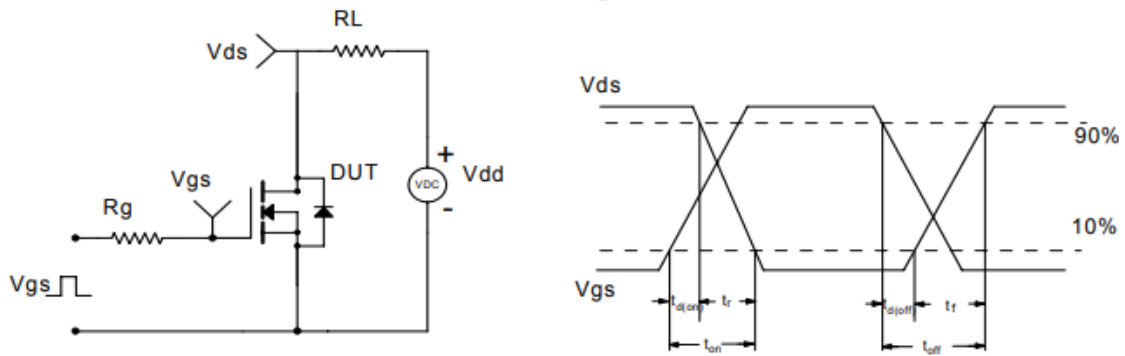 RL
Vds
Vgs
DUT
Rg
VDC
+
-
Vdd
Vgs
Vds
90%
10%
Vgs
td(on)
tr
td(off)
tf
ton
toff